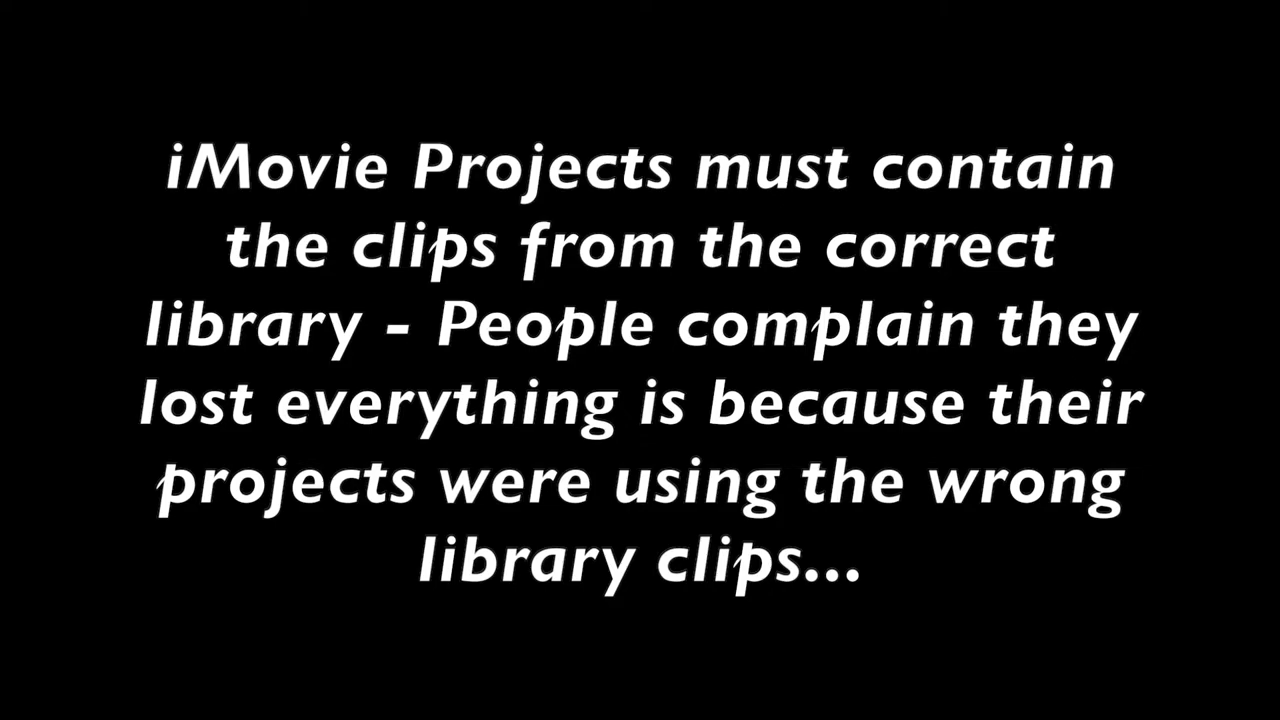 iMovie Projects must contain
the clips from the correct
library - People complain they
lost everything is because their
projects were using the wrong
library clips...